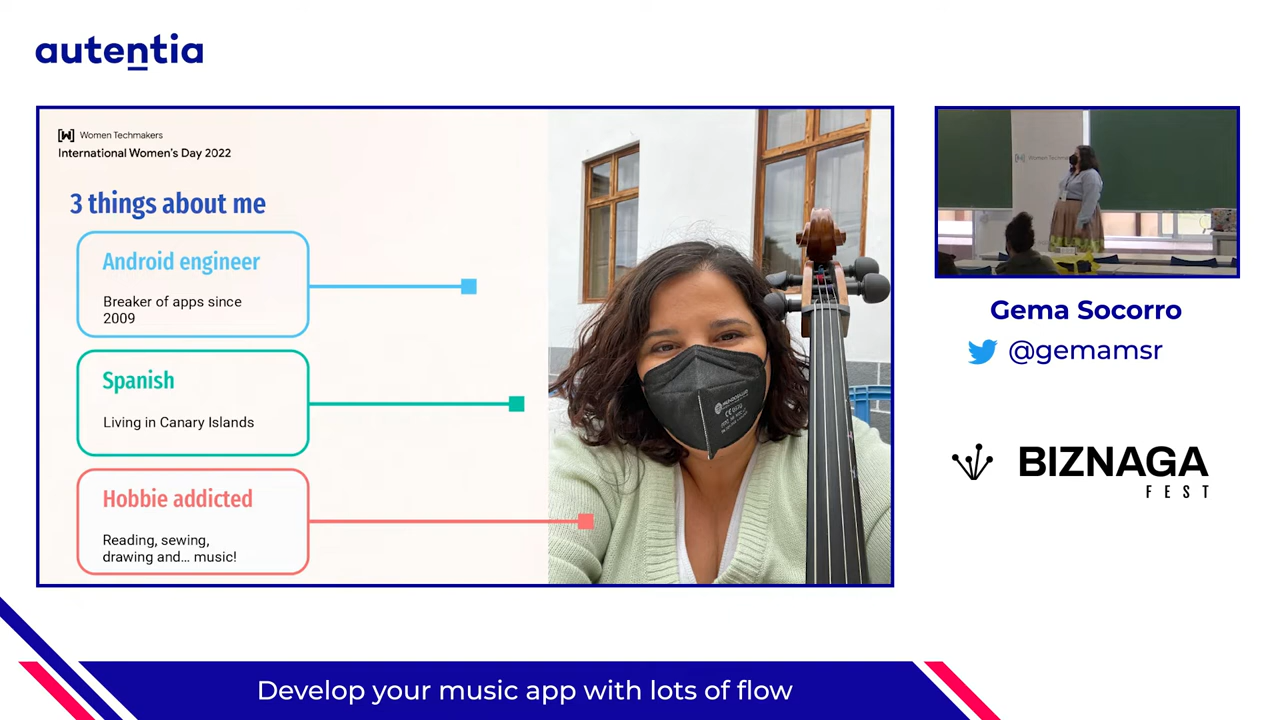 autentia
Women Techmakers
International Women's Day 2022
3 things about me
Android engineer
Breaker of apps since
2009
Spanish
Living in Canary Islands
Hobbie addicted
Reading, sewing,
drawing and... music!
Gema Socorro
@gemamsr
BIZNAGA
FEST
Develop your music app with lots of flow